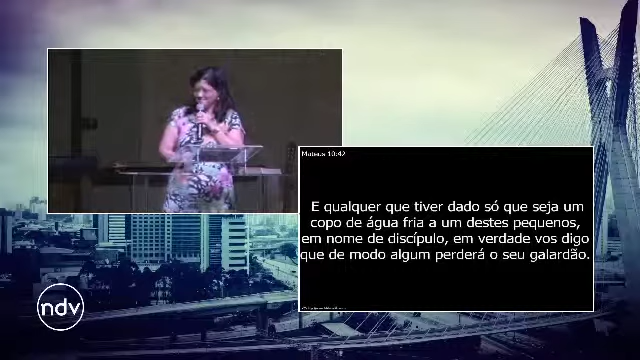 Mateus 10:42
E qualquer que tiver dado só que seja um
copo de água fria a um destes pequenos,
em nome de discípulo, em verdade vos digo
que de modo algum perderá o seu galardão.
ndv